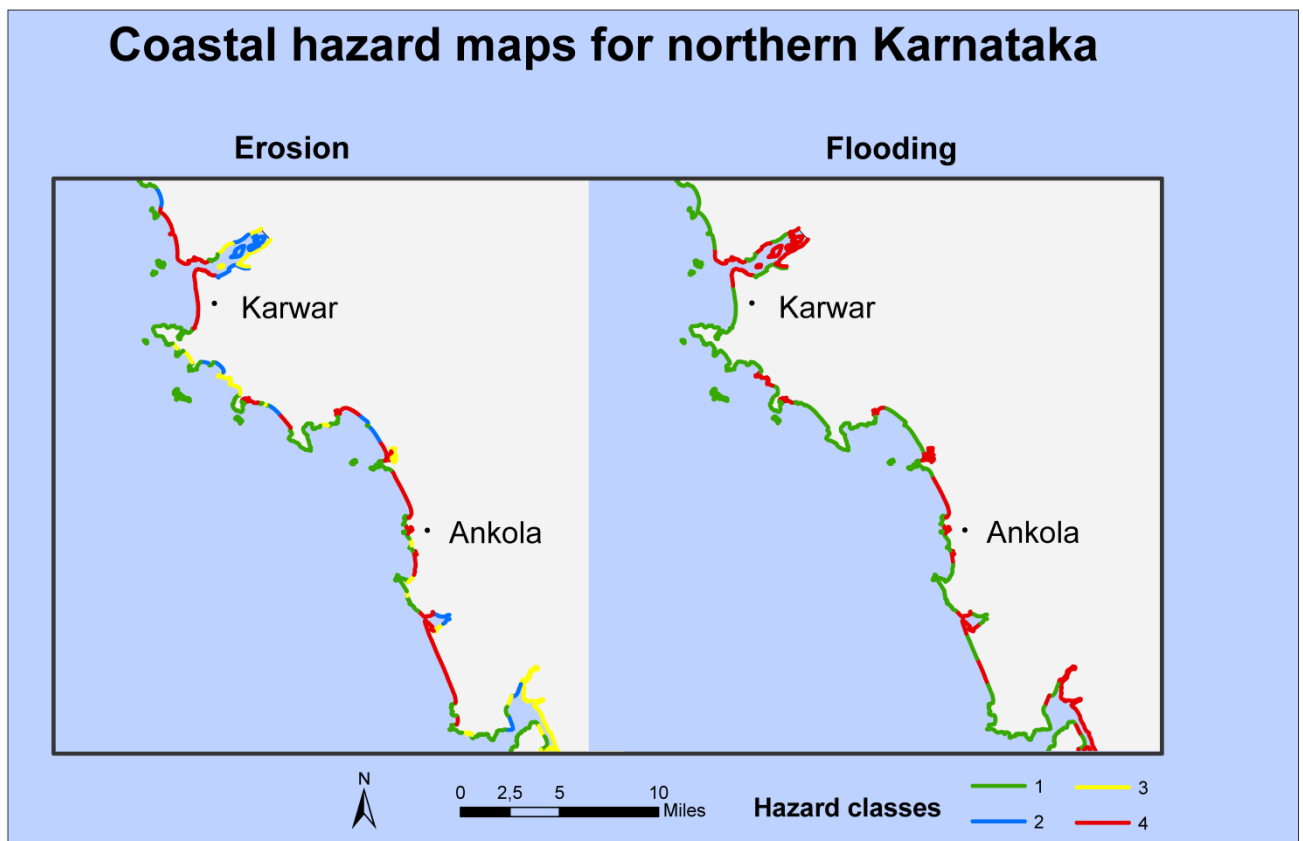 Coastal hazard maps for northern Karnataka
Erosion
Flooding
Karwar
Karwar
Ankola
Ankola
N
0 2,5 5 10
Miles
Hazard classes
1
3
2
4